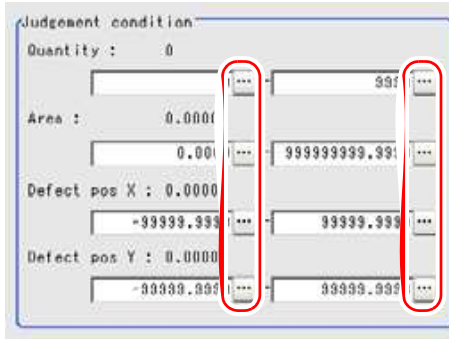 Judgement condition
Quantity : 0
... - 999 ...
Area : 0.0000
0.000 ... - 999999999.999 ...
Defect pos X : 0.0000
-99999.999 ... - 99999.999 ...
Defect pos Y : 0.0000
-99999.999 ... - 99999.999 ...